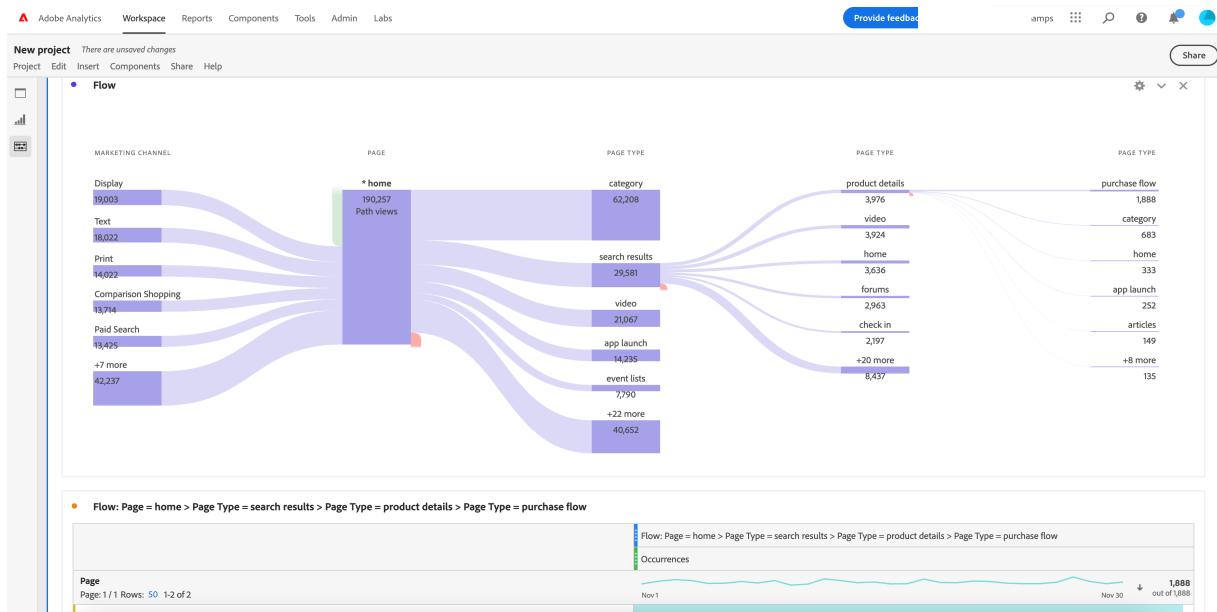 Adobe Analytics Workspace Reports Components Tools Admin Labs Provide feedbac
New project There are unsaved changes
Share
Project Edit Insert Components Share Help
Flow
MARKETING CHANNEL PAGE PAGE TYPE PAGE TYPE PAGE TYPE
Display
19,003
Text
18,022
Print
14,022
Comparison Shopping
13,714
Paid Search
13,425
+7 more
42,237
* home
190,257
Path views
category
62,208
search results
29,581
video
21,067
app launch
14,235
event lists
7,790
+22 more
40,652
product details
3,976
video
3,924
home
3,636
forums
2,963
check in
2,197
+20 more
8,437
purchase flow
1,888
category
683
home
333
app launch
252
articles
149
+8 more
135
Flow: Page = home > Page Type = search results > Page Type = product details > Page Type = purchase flow
Flow: Page = home > Page Type = search results > Page Type = product details > Page Type = purchase flow
Occurrences
Page
Page: 1 / 1 Rows: 50 1-2 of 2
Nov 1
Nov 30
1,888
out of 1,888